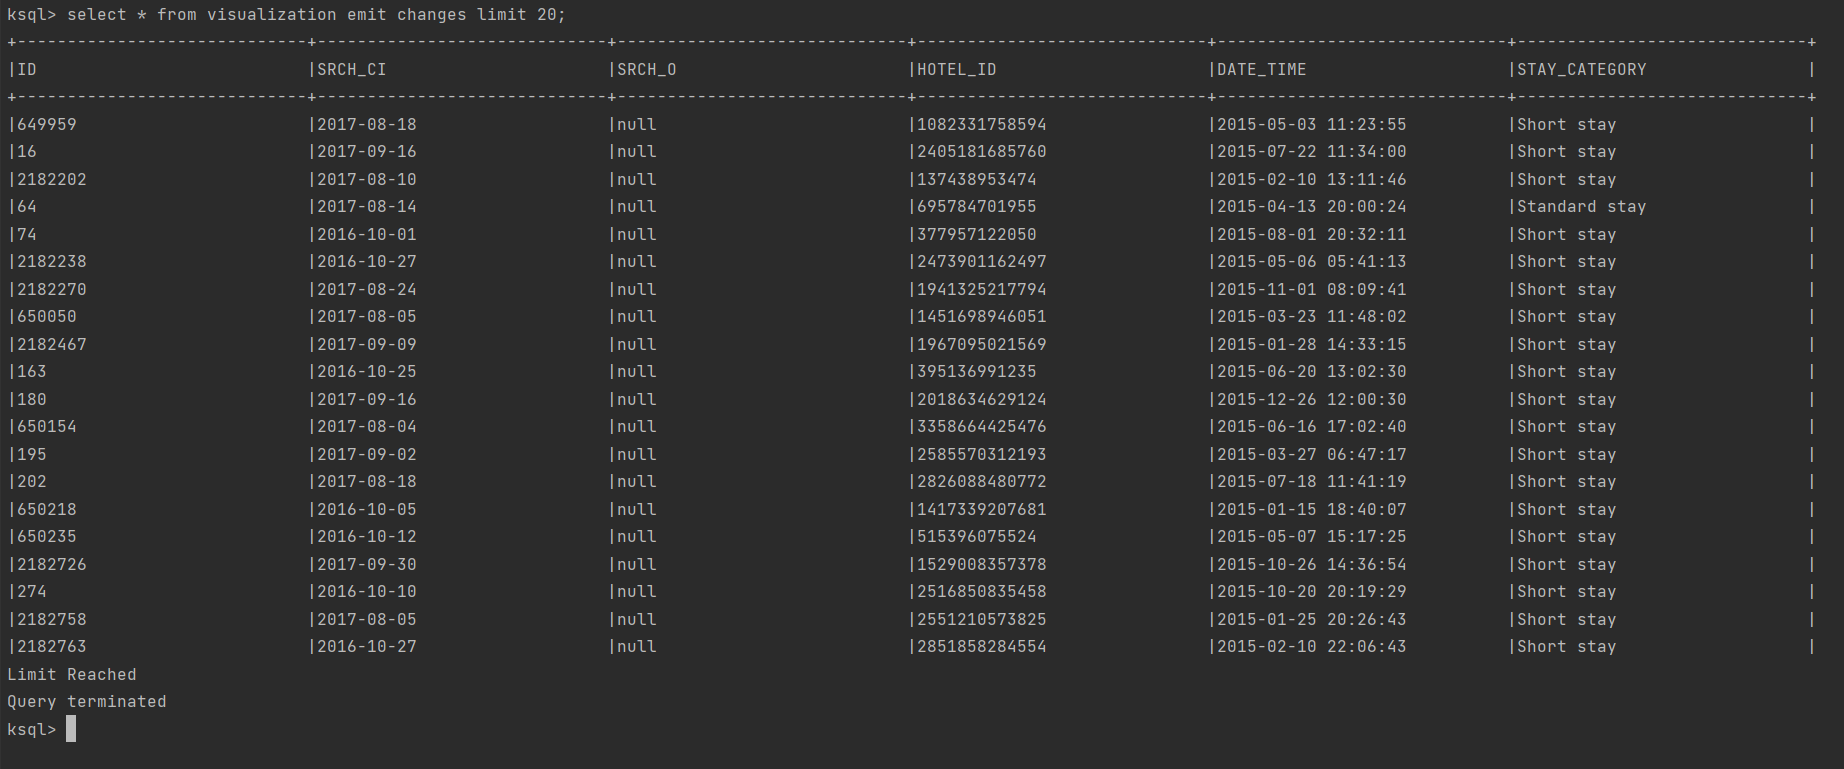 ksql> select * from visualization emit changes limit 20;
+-----------------------------+-----------------------------+-----------------------------+-----------------------------+-----------------------------+-----------------------------+
|ID                           |SRCH_CI                      |SRCH_O                       |HOTEL_ID                     |DATE_TIME                    |STAY_CATEGORY                |
+-----------------------------+-----------------------------+-----------------------------+-----------------------------+-----------------------------+-----------------------------+
|649959                       |2017-08-18                   |null                         |1082331758594                |2015-05-03 11:23:55          |Short stay                   |
|16                           |2017-09-16                   |null                         |2405181685760                |2015-07-22 11:34:00          |Short stay                   |
|2182202                      |2017-08-10                   |null                         |137438953474                 |2015-02-10 13:11:46          |Short stay                   |
|64                           |2017-08-14                   |null                         |695784701955                 |2015-04-13 20:00:24          |Standard stay                |
|74                           |2016-10-01                   |null                         |377957122050                 |2015-08-01 20:32:11          |Short stay                   |
|2182238                      |2016-10-27                   |null                         |2473901162497                |2015-05-06 05:41:13          |Short stay                   |
|2182270                      |2017-08-24                   |null                         |1941325217794                |2015-11-01 08:09:41          |Short stay                   |
|650050                       |2017-08-05                   |null                         |1451698946051                |2015-03-23 11:48:02          |Short stay                   |
|2182467                      |2017-09-09                   |null                         |1967095021569                |2015-01-28 14:33:15          |Short stay                   |
|163                          |2016-10-25                   |null                         |395136991235                 |2015-06-20 13:02:30          |Short stay                   |
|180                          |2017-09-16                   |null                         |2018634629124                |2015-12-26 12:00:30          |Short stay                   |
|650154                       |2017-08-04                   |null                         |3358664425476                |2015-06-16 17:02:40          |Short stay                   |
|195                          |2017-09-02                   |null                         |2585570312193                |2015-03-27 06:47:17          |Short stay                   |
|202                          |2017-08-18                   |null                         |2826088480772                |2015-07-18 11:41:19          |Short stay                   |
|650218                       |2016-10-05                   |null                         |1417339207681                |2015-01-15 18:40:07          |Short stay                   |
|650235                       |2016-10-12                   |null                         |515396075524                 |2015-05-07 15:17:25          |Short stay                   |
|2182726                      |2017-09-30                   |null                         |1529008357378                |2015-10-26 14:36:54          |Short stay                   |
|274                          |2016-10-10                   |null                         |2516850835458                |2015-10-20 20:19:29          |Short stay                   |
|2182758                      |2017-08-05                   |null                         |2551210573825                |2015-01-25 20:26:43          |Short stay                   |
|2182763                      |2016-10-27                   |null                         |2851858284554                |2015-02-10 22:06:43          |Short stay                   |
Limit Reached
Query terminated
ksql>